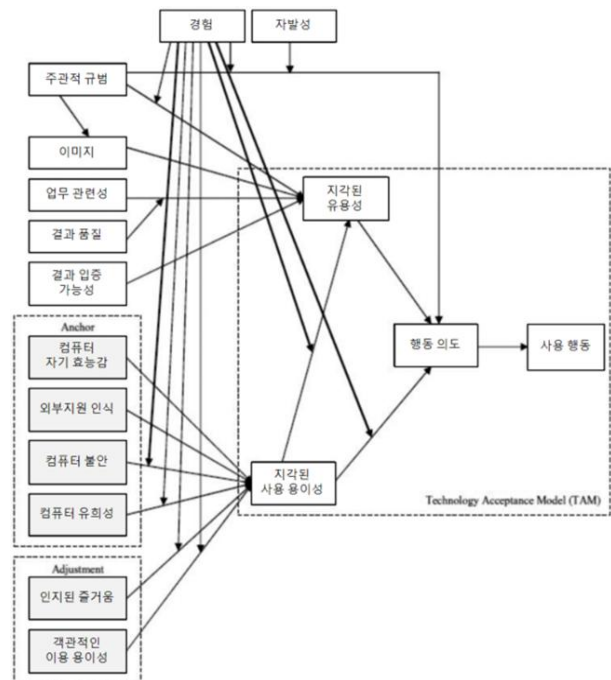 경험
자발성
주관적 규범
이미지
업무 관련성
결과 품질
결과 입증
가능성
지각된
유용성
Anchor
컴퓨터
자기 효능감
외부지원 인식
컴퓨터 불안
컴퓨터 유희성
행동 의도
사용 행동
지각된
사용 용이성
Technology Acceptance Model (TAM)
Adjustment
인지된 즐거움
객관적인
이용 용이성